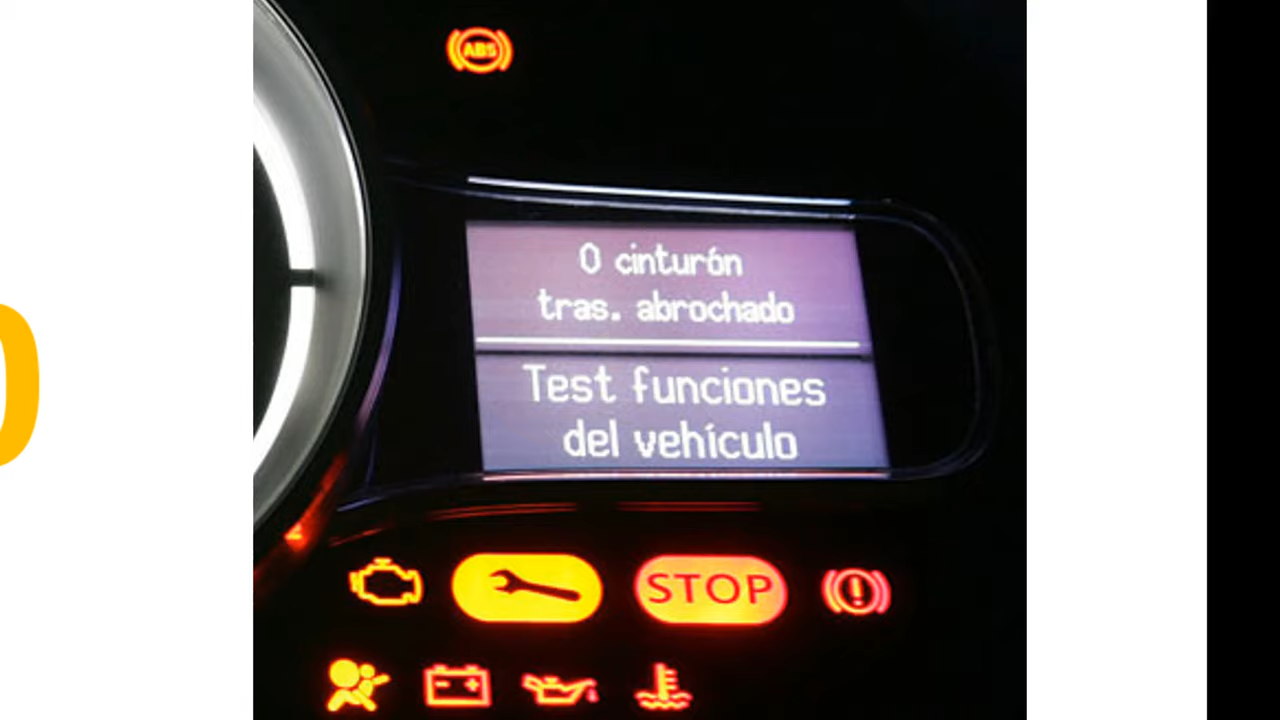 ABS
0 cinturón
tras. abrochado
Test funciones
del vehículo
STOP